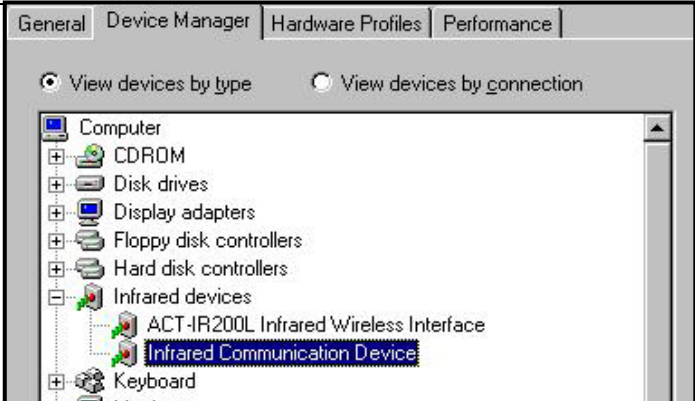 General Device Manager Hardware Profiles Performance
View devices by type View devices by connection
Computer
CDROM
Disk drives
Display adapters
Floppy disk controllers
Hard disk controllers
Infrared devices
ACT-IR200L Infrared Wireless Interface
Infrared Communication Device
Keyboard